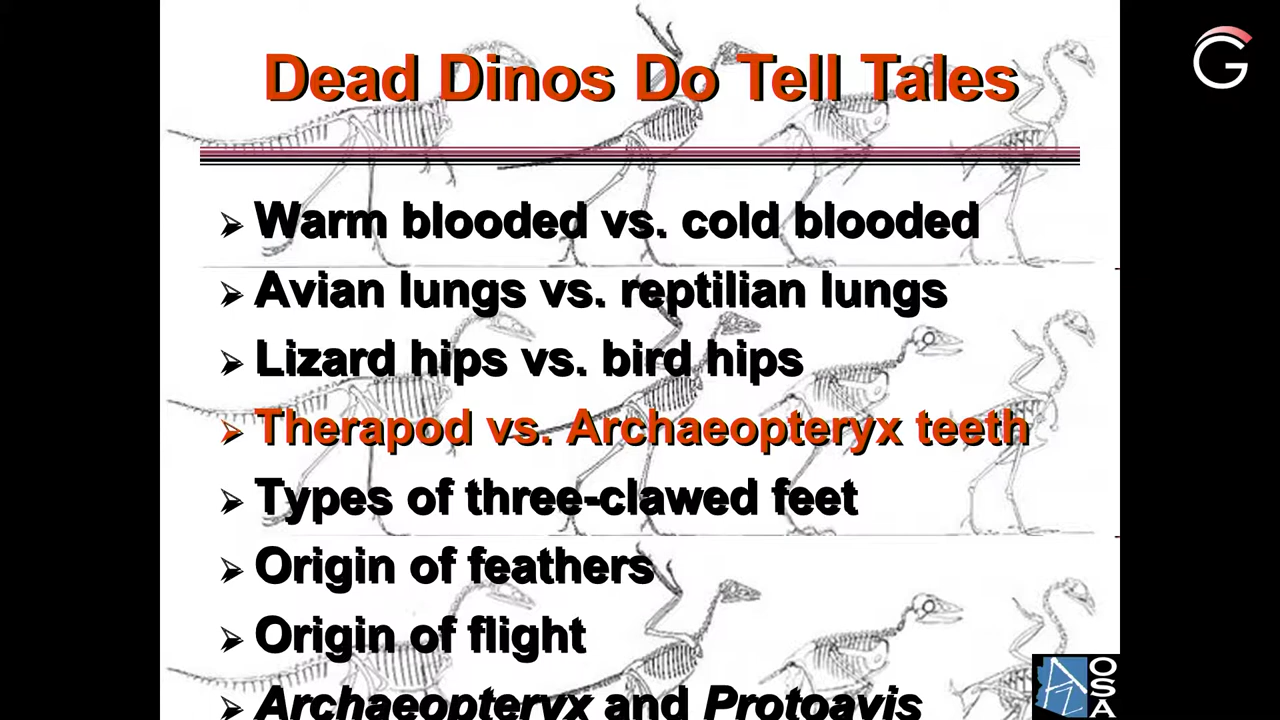 Dead Dinos Do Tell Tales
Warm blooded vs. cold blooded
Avian lungs vs. reptilian lungs
Lizard hips vs. bird hips
Therapod vs. Archaeopteryx teeth
Types of three-clawed feet
Origin of feathers
Origin of flight
Archaeopteryx and Protoavis
G
AZ
OSA